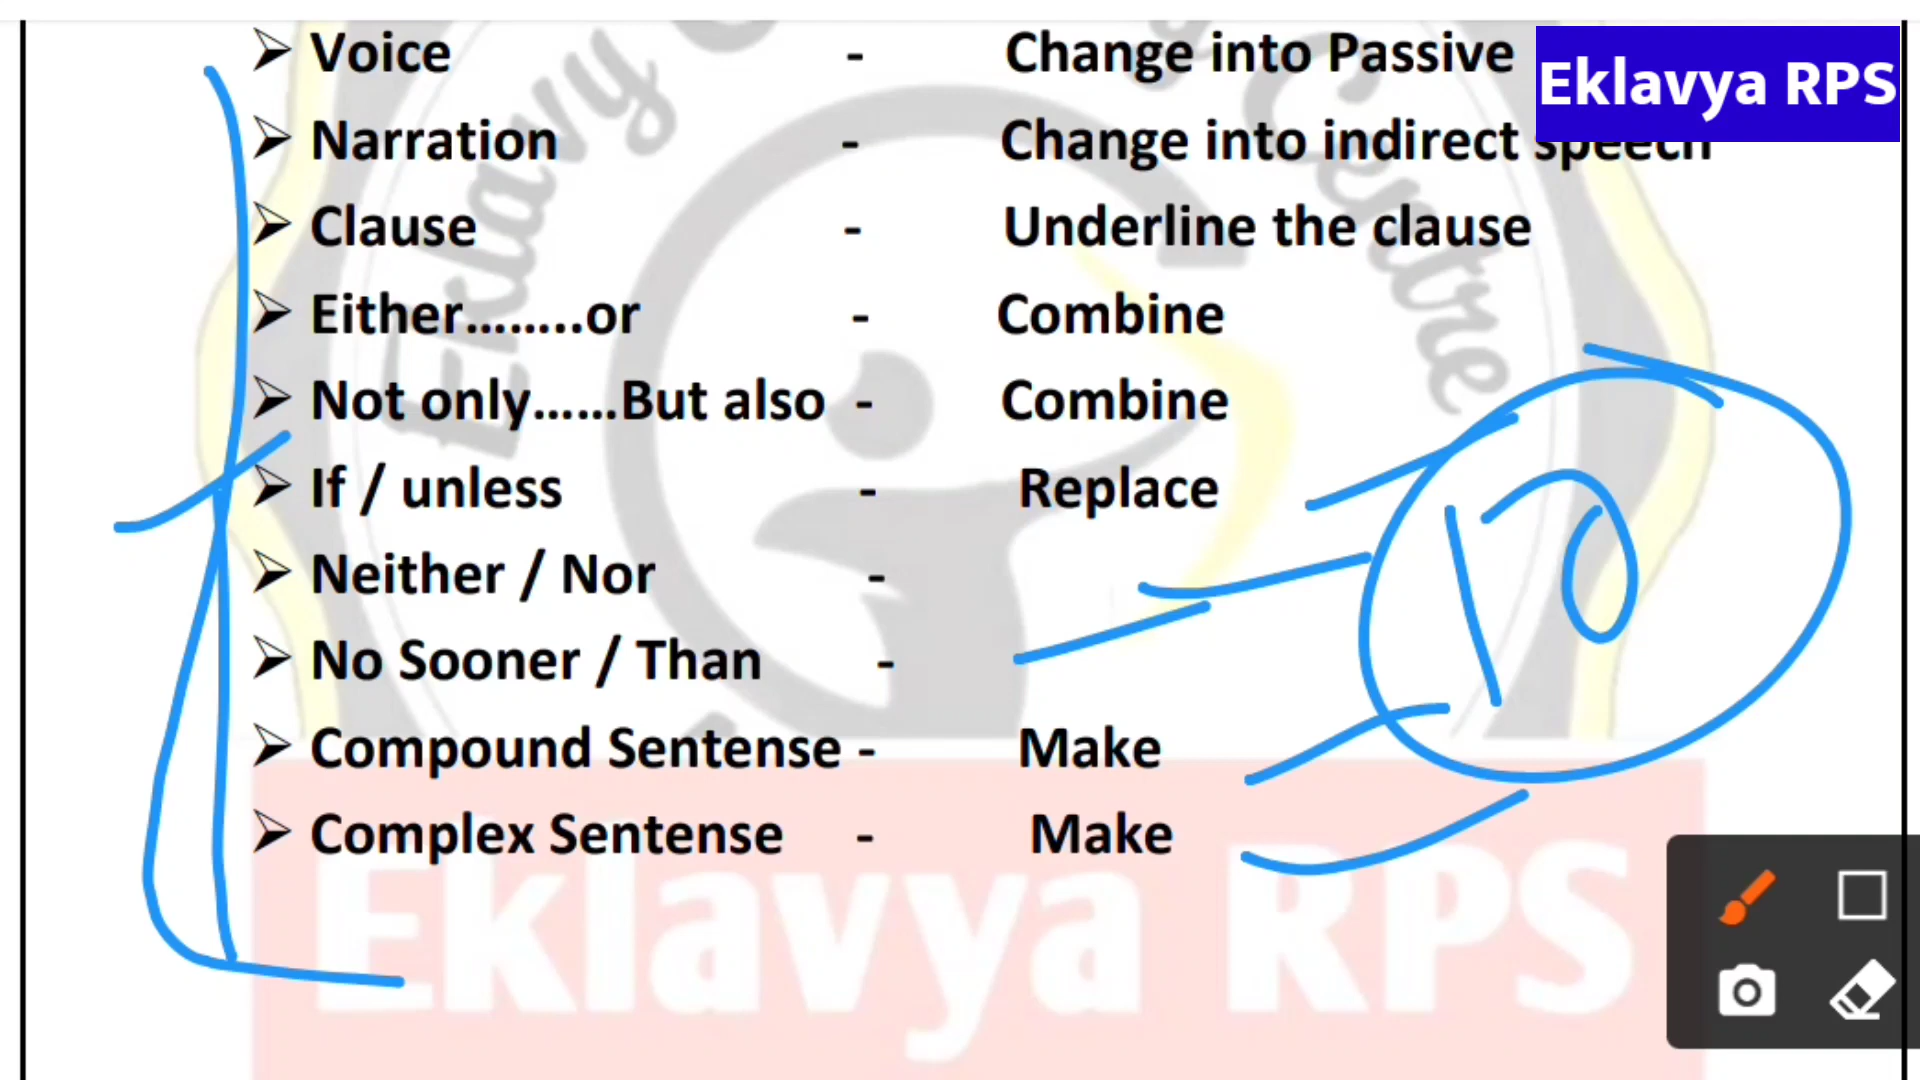 Voice - Change into Passive
Eklavya RPS
Narration - Change into indirect speech
Clause - Underline the clause
Either........or - Combine
Not only......But also - Combine
If / unless - Replace
Neither / Nor -
No Sooner / Than -
Compound Sentense - Make
Complex Sentense - Make
10
Eklavya RPS
Eklavy
Centre